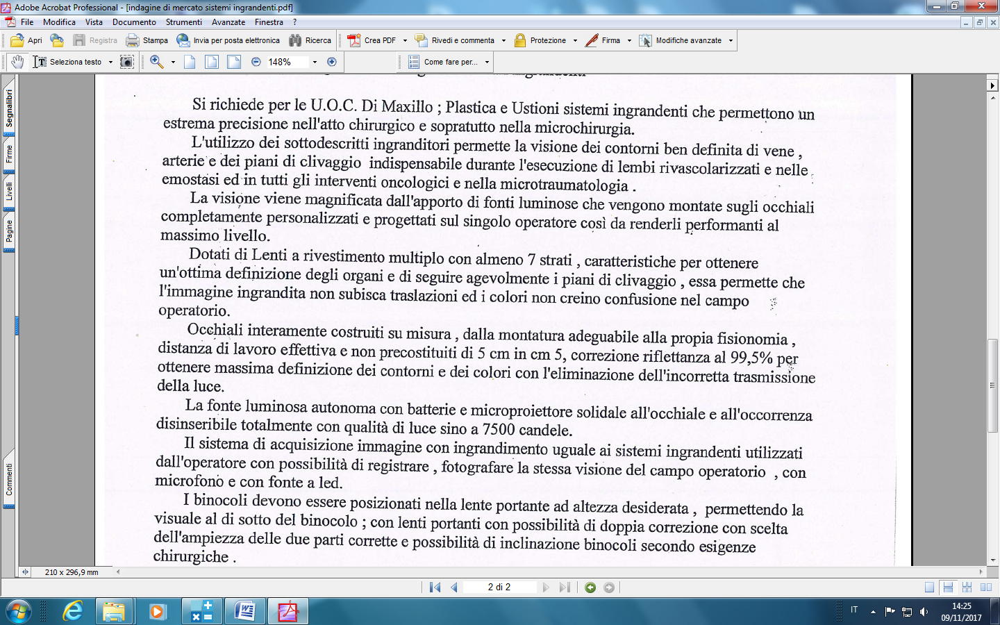 Adobe Acrobat Professional - [indagine di mercato sistemi ingrandenti.pdf]
File Modifica Vista Documento Strumenti Avanzate Finestra ?
Apri Registra Stampa Invia per posta elettronica Ricerca Crea PDF Rivedi e commenta Protezione Firma Modifiche avanzate
Seleziona testo 148% Come fare per...
Segnalibri
Firme
Livelli
Pagine
Commenti
Si richiede per le U.O.C. Di Maxillo ; Plastica e Ustioni sistemi ingrandenti che permettono un
estrema precisione nell'atto chirurgico e sopratutto nella microchirurgia.
L'utilizzo dei sottodescritti ingranditori permette la visione dei contorni ben definita di vene ,
arterie e dei piani di clivaggio indispensabile durante l'esecuzione di lembi rivascolarizzati e nelle
emostasi ed in tutti gli interventi oncologici e nella microtraumatologia .
La visione viene magnificata dall'apporto di fonti luminose che vengono montate sugli occhiali
completamente personalizzati e progettati sul singolo operatore così da renderli performanti al
massimo livello.
Dotati di Lenti a rivestimento multiplo con almeno 7 strati , caratteristiche per ottenere
un'ottima definizione degli organi e di seguire agevolmente i piani di clivaggio , essa permette che
l'immagine ingrandita non subisca traslazioni ed i colori non creino confusione nel campo
operatorio.
Occhiali interamente costruiti su misura , dalla montatura adeguabile alla propia fisionomia ,
distanza di lavoro effettiva e non precostituiti di 5 cm in cm 5, correzione riflettanza al 99,5% per
ottenere massima definizione dei contorni e dei colori con l'eliminazione dell'incorretta trasmissione
della luce.
La fonte luminosa autonoma con batterie e microproiettore solidale all'occhiale e all'occorrenza
disinseribile totalmente con qualità di luce sino a 7500 candele.
Il sistema di acquisizione immagine con ingrandimento uguale ai sistemi ingrandenti utilizzati
dall'operatore con possibilità di registrare , fotografare la stessa visione del campo operatorio , con
microfono e con fonte a led.
I binocoli devono essere posizionati nella lente portante ad altezza desiderata , permettendo la
visuale al di sotto del binocolo ; con lenti portanti con possibilità di doppia correzione con scelta
dell'ampiezza delle due parti corrette e possibilità di inclinazione binocoli secondo esigenze
chirurgiche .
210 x 296,9 mm
2 di 2
IT 14:25
09/11/2017